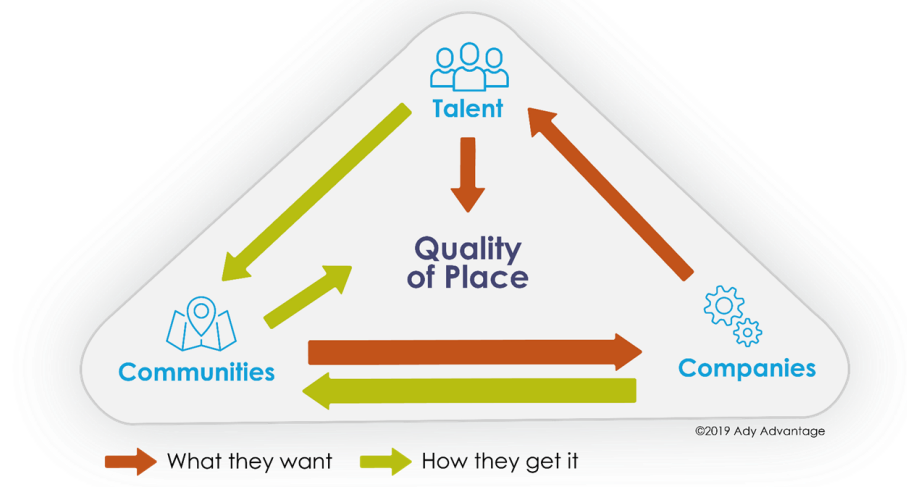 Talent
Quality
of Place
Communities
Companies
©2019 Ady Advantage
What they want
How they get it